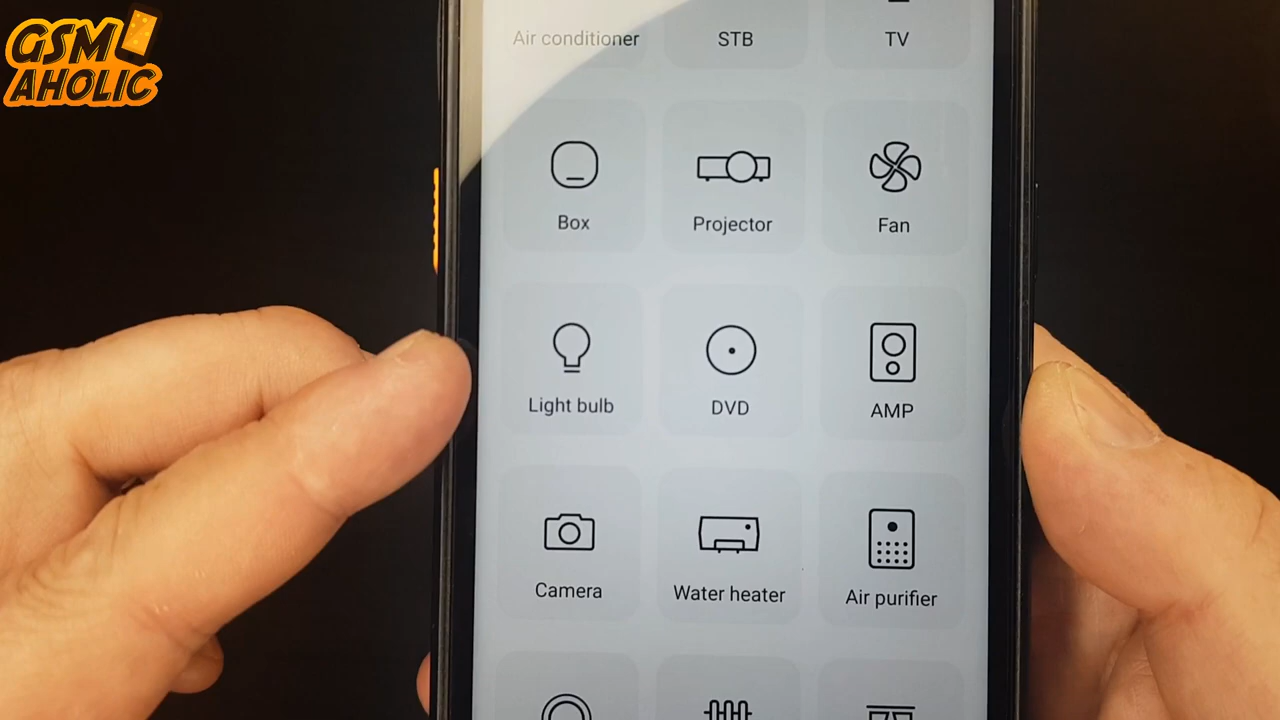 GSM
AHOLIC
Air conditioner
STB
TV
Box
Projector
Fan
Light bulb
DVD
AMP
Camera
Water heater
Air purifier